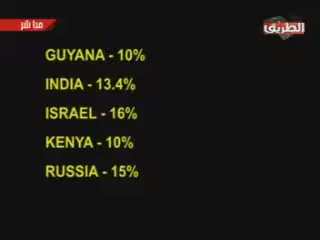 مباشر
الطريق
GUYANA - 10%
INDIA - 13.4%
ISRAEL - 16%
KENYA - 10%
RUSSIA - 15%